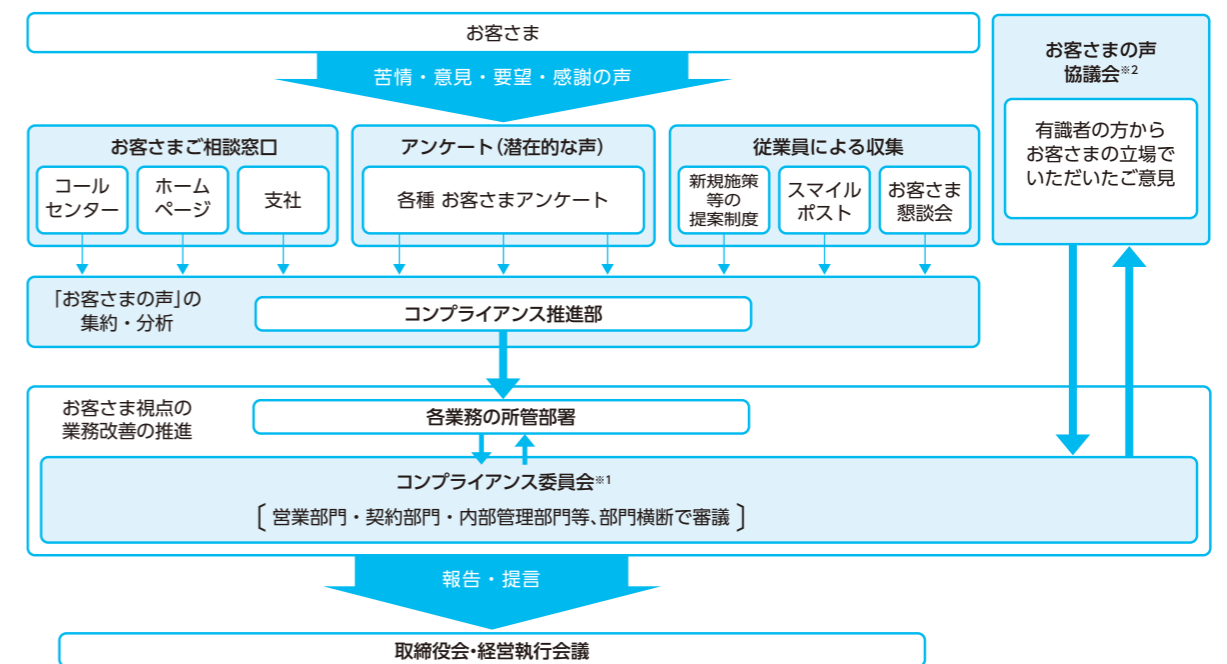 お客さま
苦情・意見・要望・感謝の声
お客さまご相談窓口
コール
センター
ホーム
ページ
支社
アンケート(潜在的な声)
各種 お客さまアンケート
従業員による収集
新規施策
等の
提案制度
スマイル
ポスト
お客さま
懇談会
お客さまの声
協議会※2
有識者の方から
お客さまの立場で
いただいたご意見
「お客さまの声」の
集約・分析
コンプライアンス推進部
お客さま視点の
業務改善の推進
各業務の所管部署
コンプライアンス委員会※1
〔営業部門・契約部門・内部管理部門等、部門横断で審議〕
報告・提言
取締役会・経営執行会議